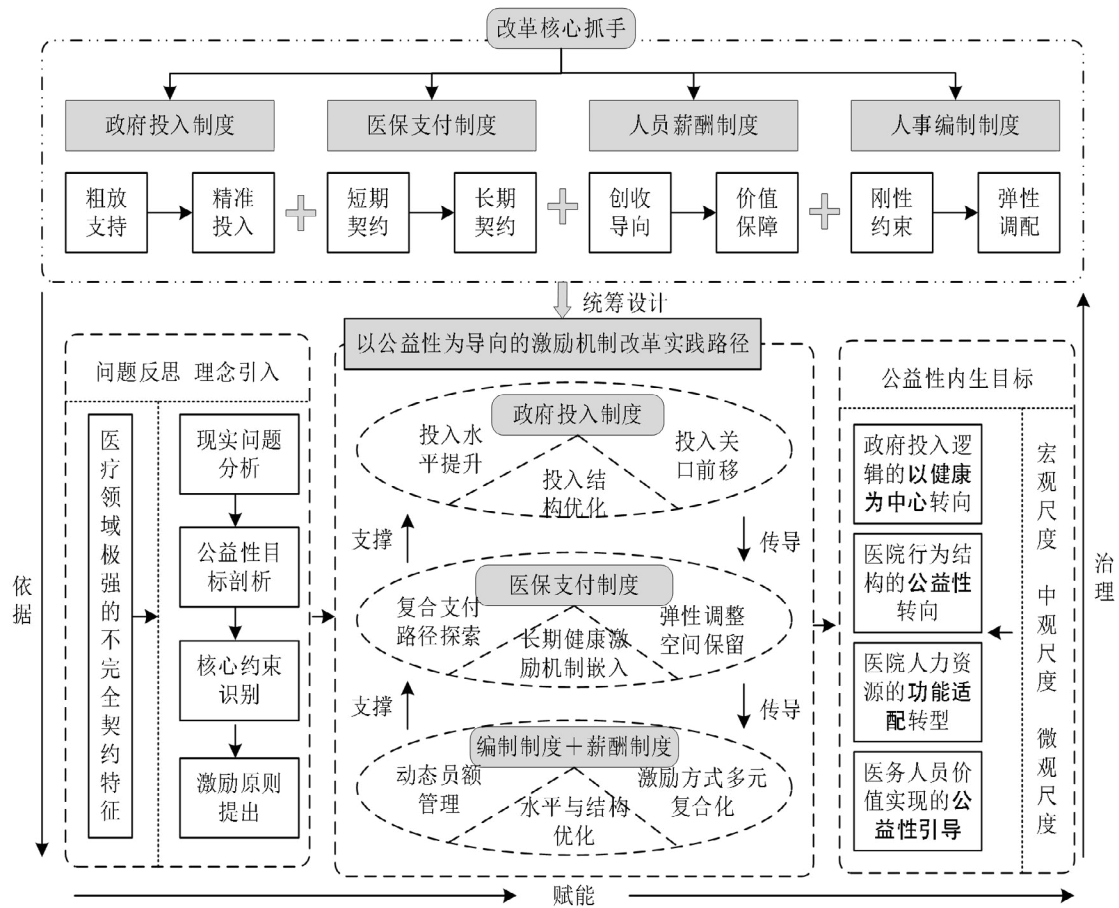 改革核心抓手
政府投入制度
医保支付制度
人员薪酬制度
人事编制制度
粗放
支持
精准
投入
短期
契约
长期
契约
创收
导向
价值
保障
刚性
约束
弹性
调配
统筹设计
依据
问题反思 理念引入
医疗领域极强的不完全契约特征
现实问题
分析
公益性目
标剖析
核心约束
识别
激励原则
提出
以公益性为导向的激励机制改革实践路径
政府投入制度
投入水
平提升
投入结
构优化
投入关
口前移
支撑
传导
医保支付制度
复合支付
路径探索
长期健康激
励机制嵌入
弹性调整
空间保留
支撑
传导
编制制度+薪酬制度
动态员额
管理
水平与结构
优化
激励方式多元
复合化
公益性内生目标
政府投入逻
辑的以健康
为中心转向
医院行为结
构的公益性
转向
医院人力资
源的功能适
配转型
医务人员价
值实现的公
益性引导
宏观尺度 中观尺度 微观尺度
治理
赋能